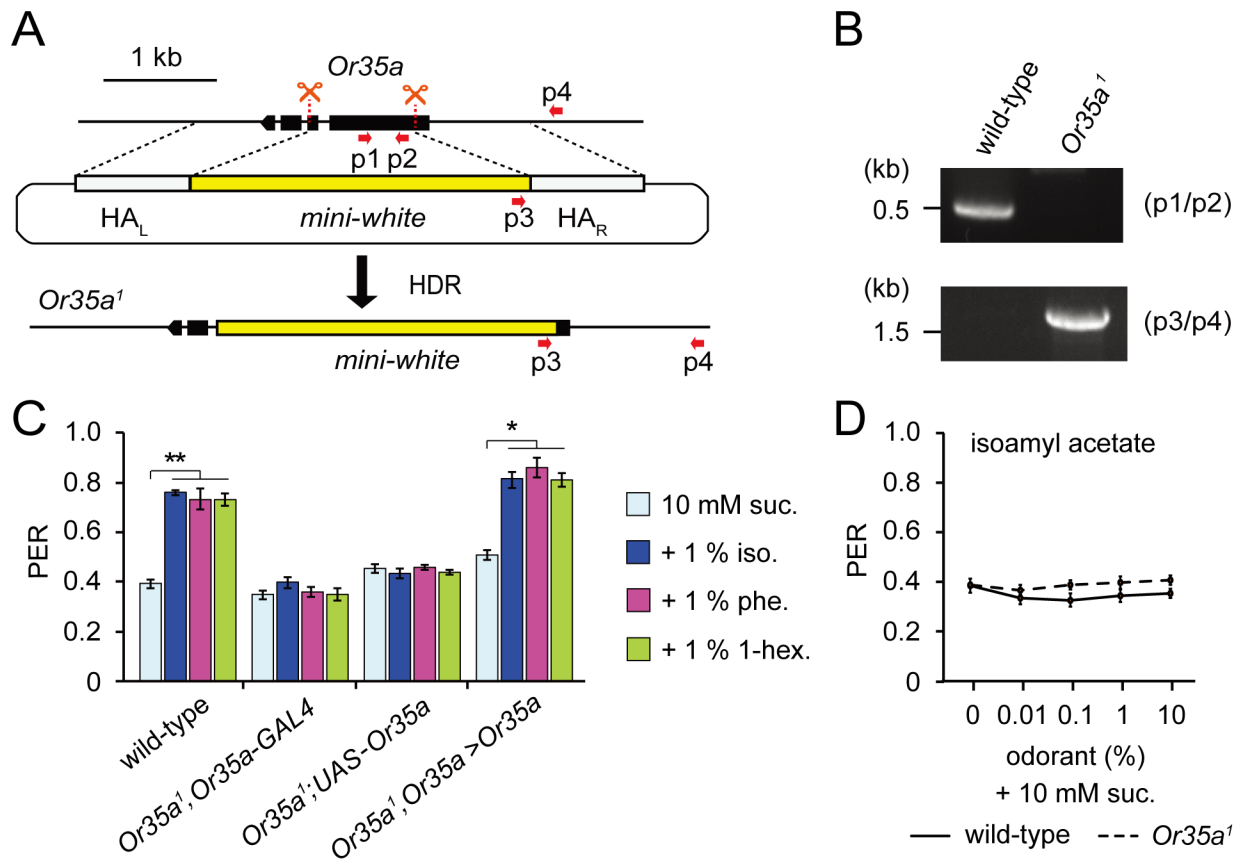 A
1 kb
Or35a
p4
p1 p2
HA_L
mini-white
p3
HA_R
HDR
Or35a¹
mini-white
p3
p4
B
wild-type
Or35a¹
(kb)
0.5
(p1/p2)
(kb)
1.5
(p3/p4)
C
PER
1.0
0.8
0.6
0.4
0.2
0
**
*
wild-type
Or35a¹; Or35a-GAL4
Or35a¹; UAS-Or35a
Or35a¹, Or35a > Or35a
10 mM suc.
+ 1 % iso.
+ 1 % phe.
+ 1 % 1-hex.
D
isoamyl acetate
PER
1.0
0.8
0.6
0.4
0.2
0
0 0.01 0.1 1 10
odorant (%)
+ 10 mM suc.
wild-type
Or35a¹